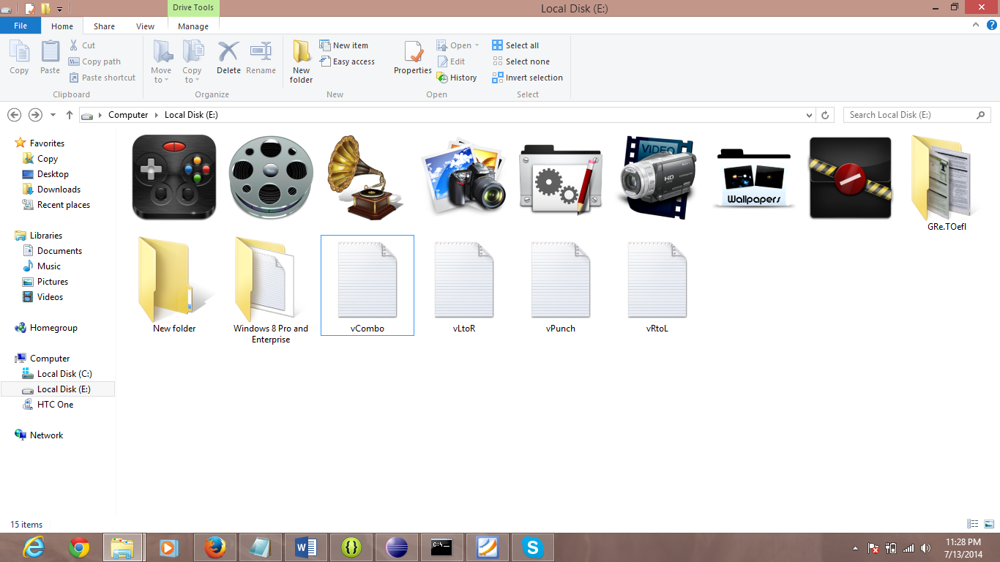 Drive Tools
Local Disk (E:)
File
Home
Share
View
Manage
Copy
Paste
Cut
Copy path
Paste shortcut
Clipboard
Move to
Copy to
Delete
Rename
Organize
New folder
New item
Easy access
New
Properties
Open
Edit
History
Open
Select all
Select none
Invert selection
Select
Computer
Local Disk (E:)
Search Local Disk (E:)
Favorites
Copy
Desktop
Downloads
Recent places
Libraries
Documents
Music
Pictures
Videos
Homegroup
Computer
Local Disk (C:)
Local Disk (E:)
HTC One
Network
VIDEO
HD
Wallpapers
GRe.TOefl
New folder
Windows 8 Pro and
Enterprise
vCombo
vLtoR
vPunch
vRtoL
15 items
C:\_
11:28 PM
7/13/2014